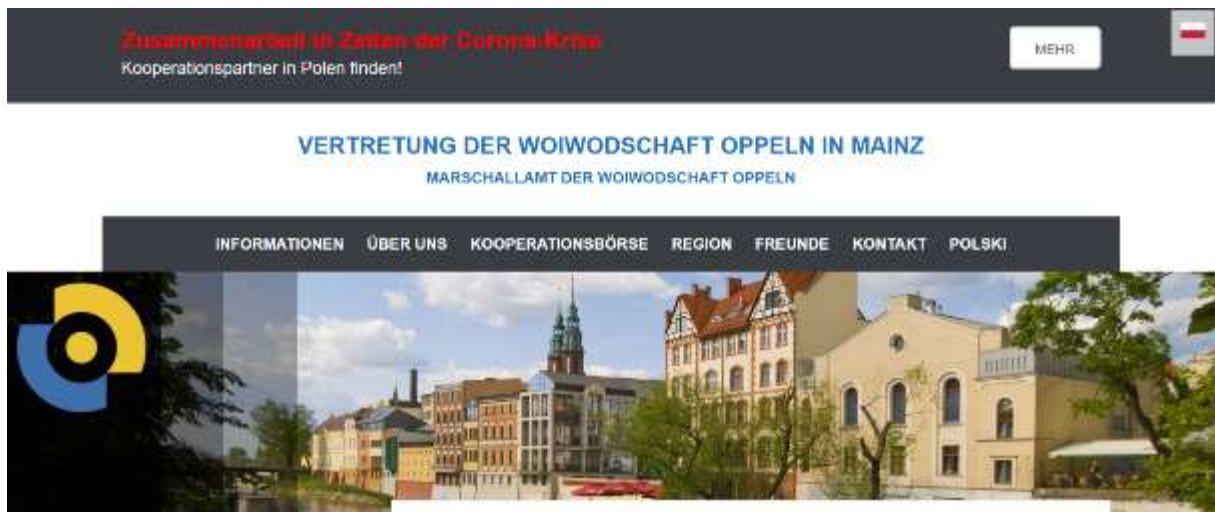 Zusammenarbeit in Zeiten der Corona-Krise
Kooperationspartner in Polen finden!
MEHR
VERTRETUNG DER WOIWODSCHAFT OPPELN IN MAINZ
MARSCHALLAMT DER WOIWODSCHAFT OPPELN
INFORMATIONEN ÜBER UNS KOOPERATIONSBÖRSE REGION FREUNDE KONTAKT POLSKI